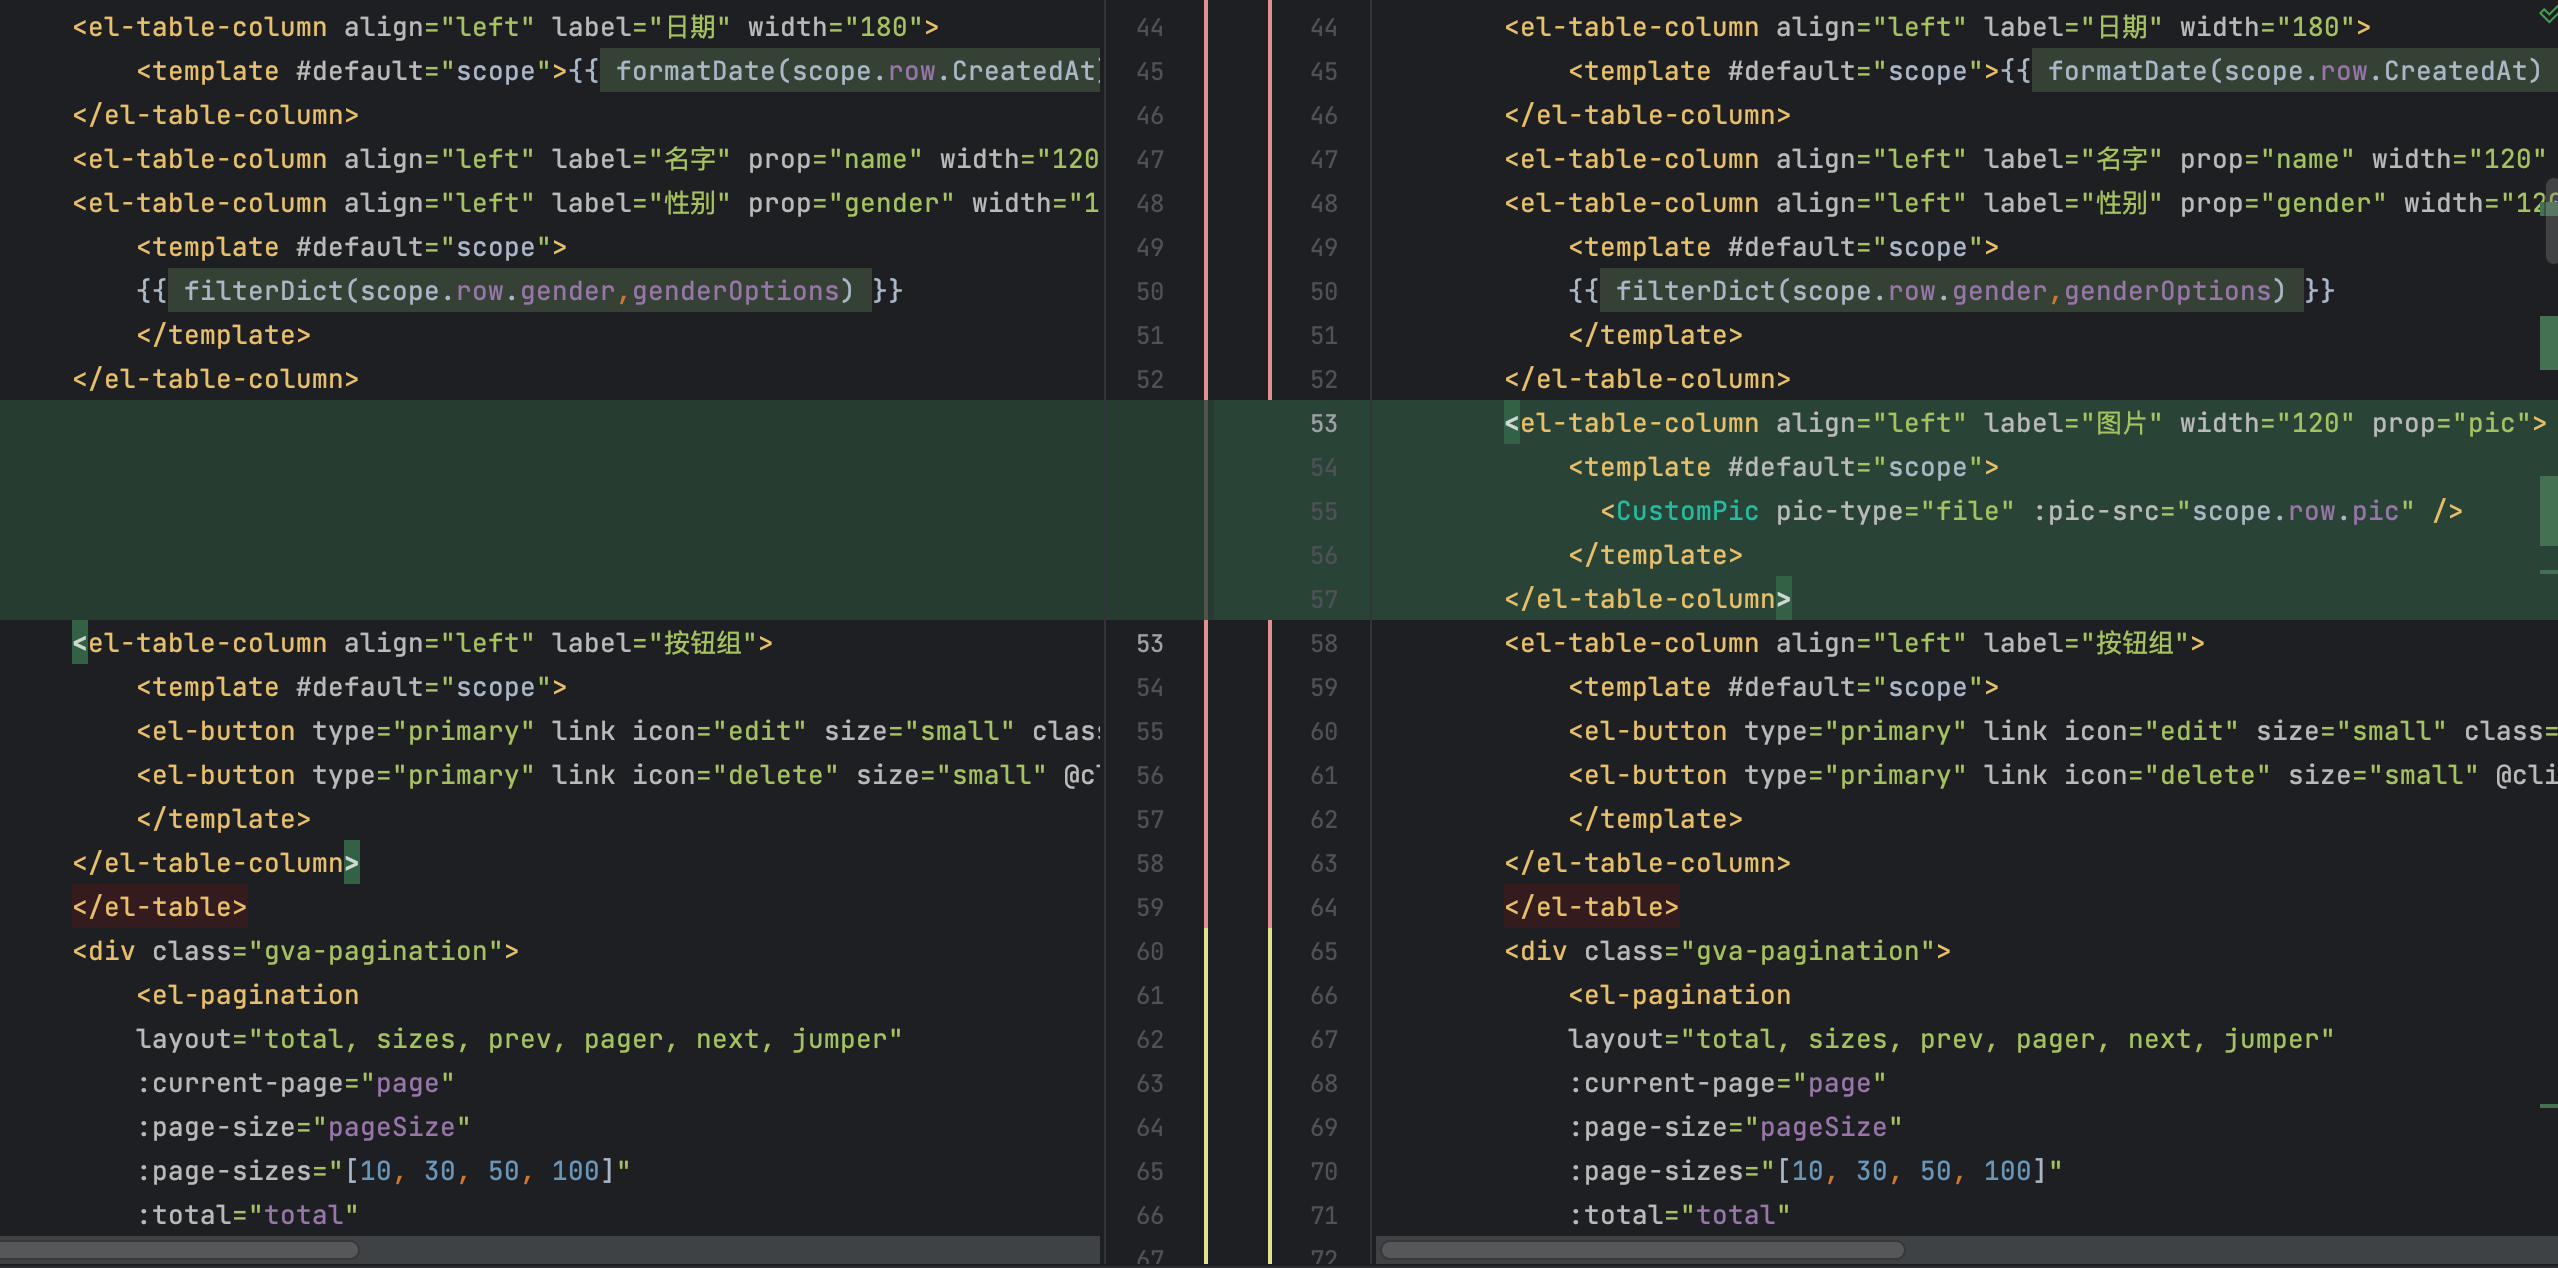 <el-table-column align="left" label="日期" width="180">
<template #default="scope">{{ formatDate(scope.row.CreatedAt)
</el-table-column>
<el-table-column align="left" label="名字" prop="name" width="120
<el-table-column align="left" label="性别" prop="gender" width="1
<template #default="scope">
{{ filterDict(scope.row.gender,genderOptions) }}
</template>
</el-table-column>
<el-table-column align="left" label="按钮组">
<template #default="scope">
<el-button type="primary" link icon="edit" size="small" clas
<el-button type="primary" link icon="delete" size="small" @cl
</template>
</el-table-column>
</el-table>
<div class="gva-pagination">
<el-pagination
layout="total, sizes, prev, pager, next, jumper"
:current-page="page"
:page-size="pageSize"
:page-sizes="[10, 30, 50, 100]"
:total="total"
44
45
46
47
48
49
50
51
52
53
54
55
56
57
58
59
60
61
62
63
64
65
66
67
44
45
46
47
48
49
50
51
52
53
54
55
56
57
58
59
60
61
62
63
64
65
66
67
68
69
70
71
72
<el-table-column align="left" label="日期" width="180">
<template #default="scope">{{ formatDate(scope.row.CreatedAt)
</el-table-column>
<el-table-column align="left" label="名字" prop="name" width="120"
<el-table-column align="left" label="性别" prop="gender" width="120
<template #default="scope">
{{ filterDict(scope.row.gender,genderOptions) }}
</template>
</el-table-column>
<el-table-column align="left" label="图片" width="120" prop="pic">
<template #default="scope">
<CustomPic pic-type="file" :pic-src="scope.row.pic" />
</template>
</el-table-column>
<el-table-column align="left" label="按钮组">
<template #default="scope">
<el-button type="primary" link icon="edit" size="small" class=
<el-button type="primary" link icon="delete" size="small" @cli
</template>
</el-table-column>
</el-table>
<div class="gva-pagination">
<el-pagination
layout="total, sizes, prev, pager, next, jumper"
:current-page="page"
:page-size="pageSize"
:page-sizes="[10, 30, 50, 100]"
:total="total"